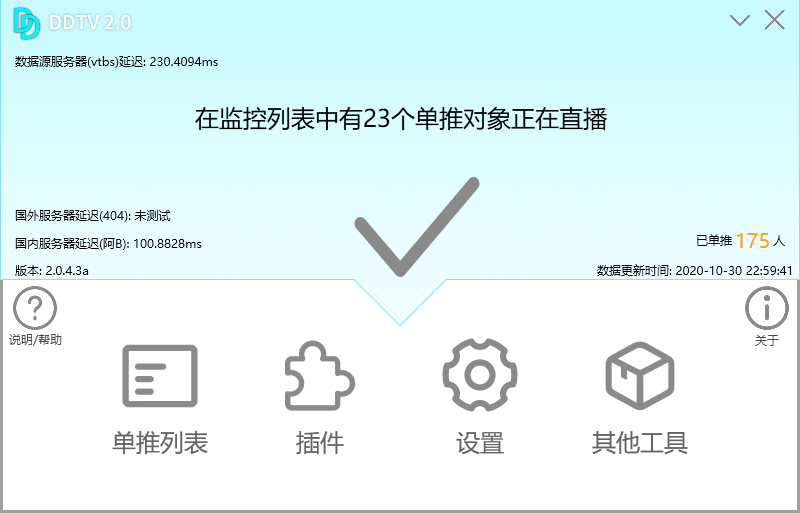 DDTV 2.0
数据源服务器(vtbs)延迟: 230.4094ms
在监控列表中有23个单推对象正在直播
国外服务器延迟(404): 未测试
国内服务器延迟(阿B): 100.8828ms
已单推 175 人
版本: 2.0.4.3a
数据更新时间: 2020-10-30 22:59:41
说明/帮助
关于
单推列表
插件
设置
其他工具